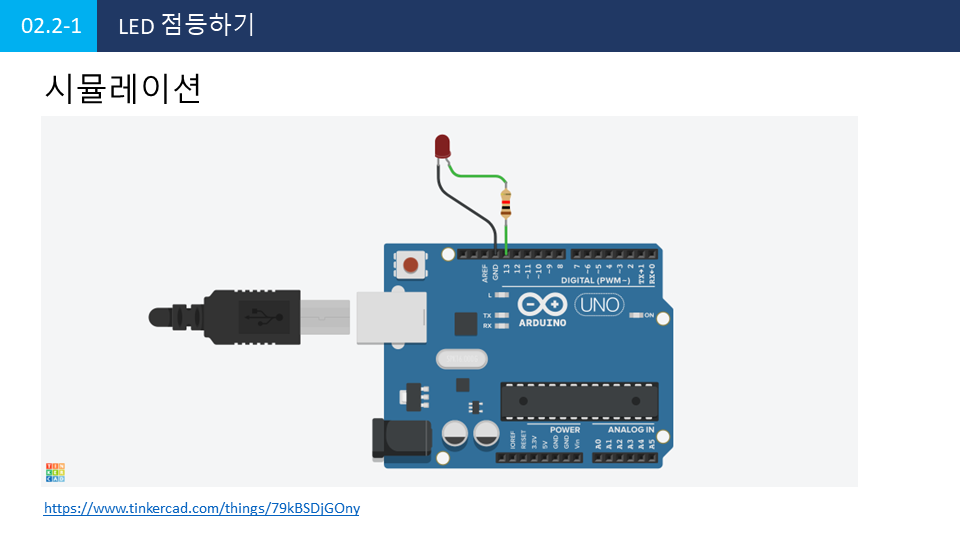 02.2-1
LED 점등하기
시뮬레이션
AREF
GND
13
12
~11
~10
~9
8
7
~6
~5
4
~3
2
TX→1
RX←0
DIGITAL (PWM~)
L
TX
RX
ARDUINO
UNO
ON
IOREF
RESET
3.3V
5V
GND
GND
Vin
POWER
ANALOG IN
A0
A1
A2
A3
A4
A5
TIN
KER
CAD
https://www.tinkercad.com/things/79kBSDjGOny